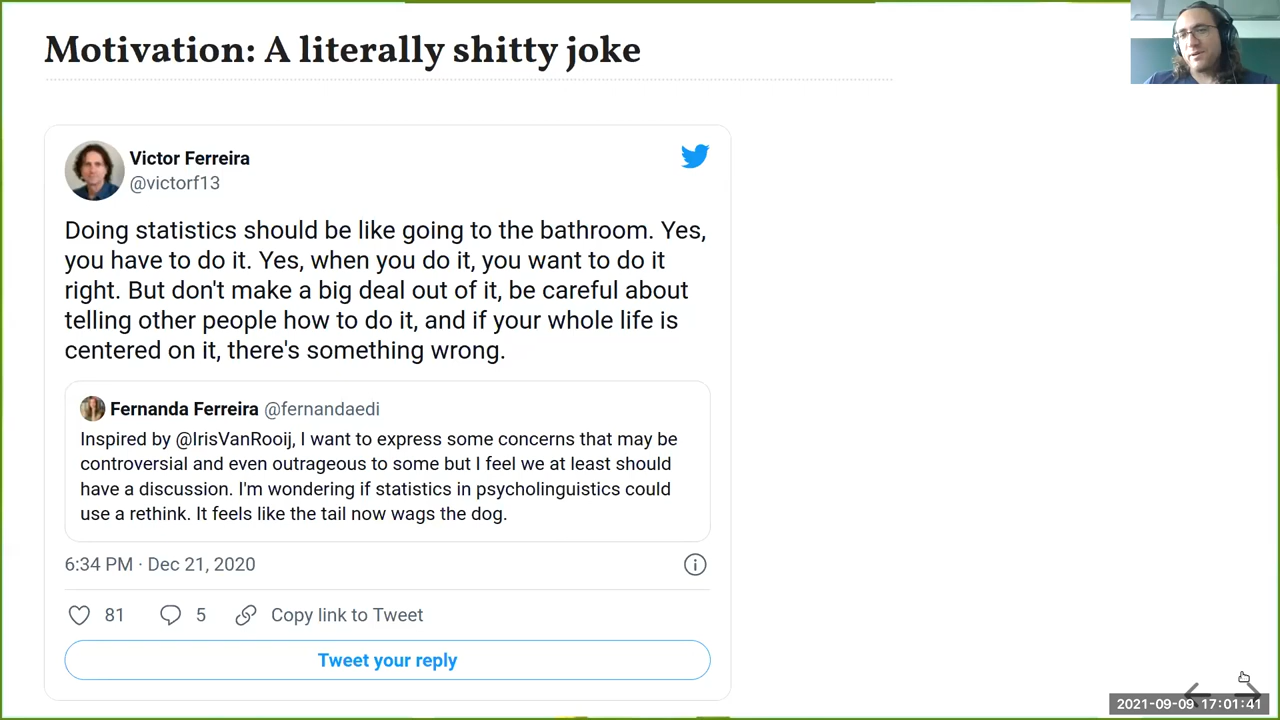 Motivation: A literally shitty joke
Victor Ferreira
@victorf13
Doing statistics should be like going to the bathroom. Yes,
you have to do it. Yes, when you do it, you want to do it
right. But don't make a big deal out of it, be careful about
telling other people how to do it, and if your whole life is
centered on it, there's something wrong.
Fernanda Ferreira @fernandaedi
Inspired by @IrisVanRooij, I want to express some concerns that may be
controversial and even outrageous to some but I feel we at least should
have a discussion. I'm wondering if statistics in psycholinguistics could
use a rethink. It feels like the tail now wags the dog.
6:34 PM · Dec 21, 2020
81 5 Copy link to Tweet
Tweet your reply
2021-09-09 17:01:41